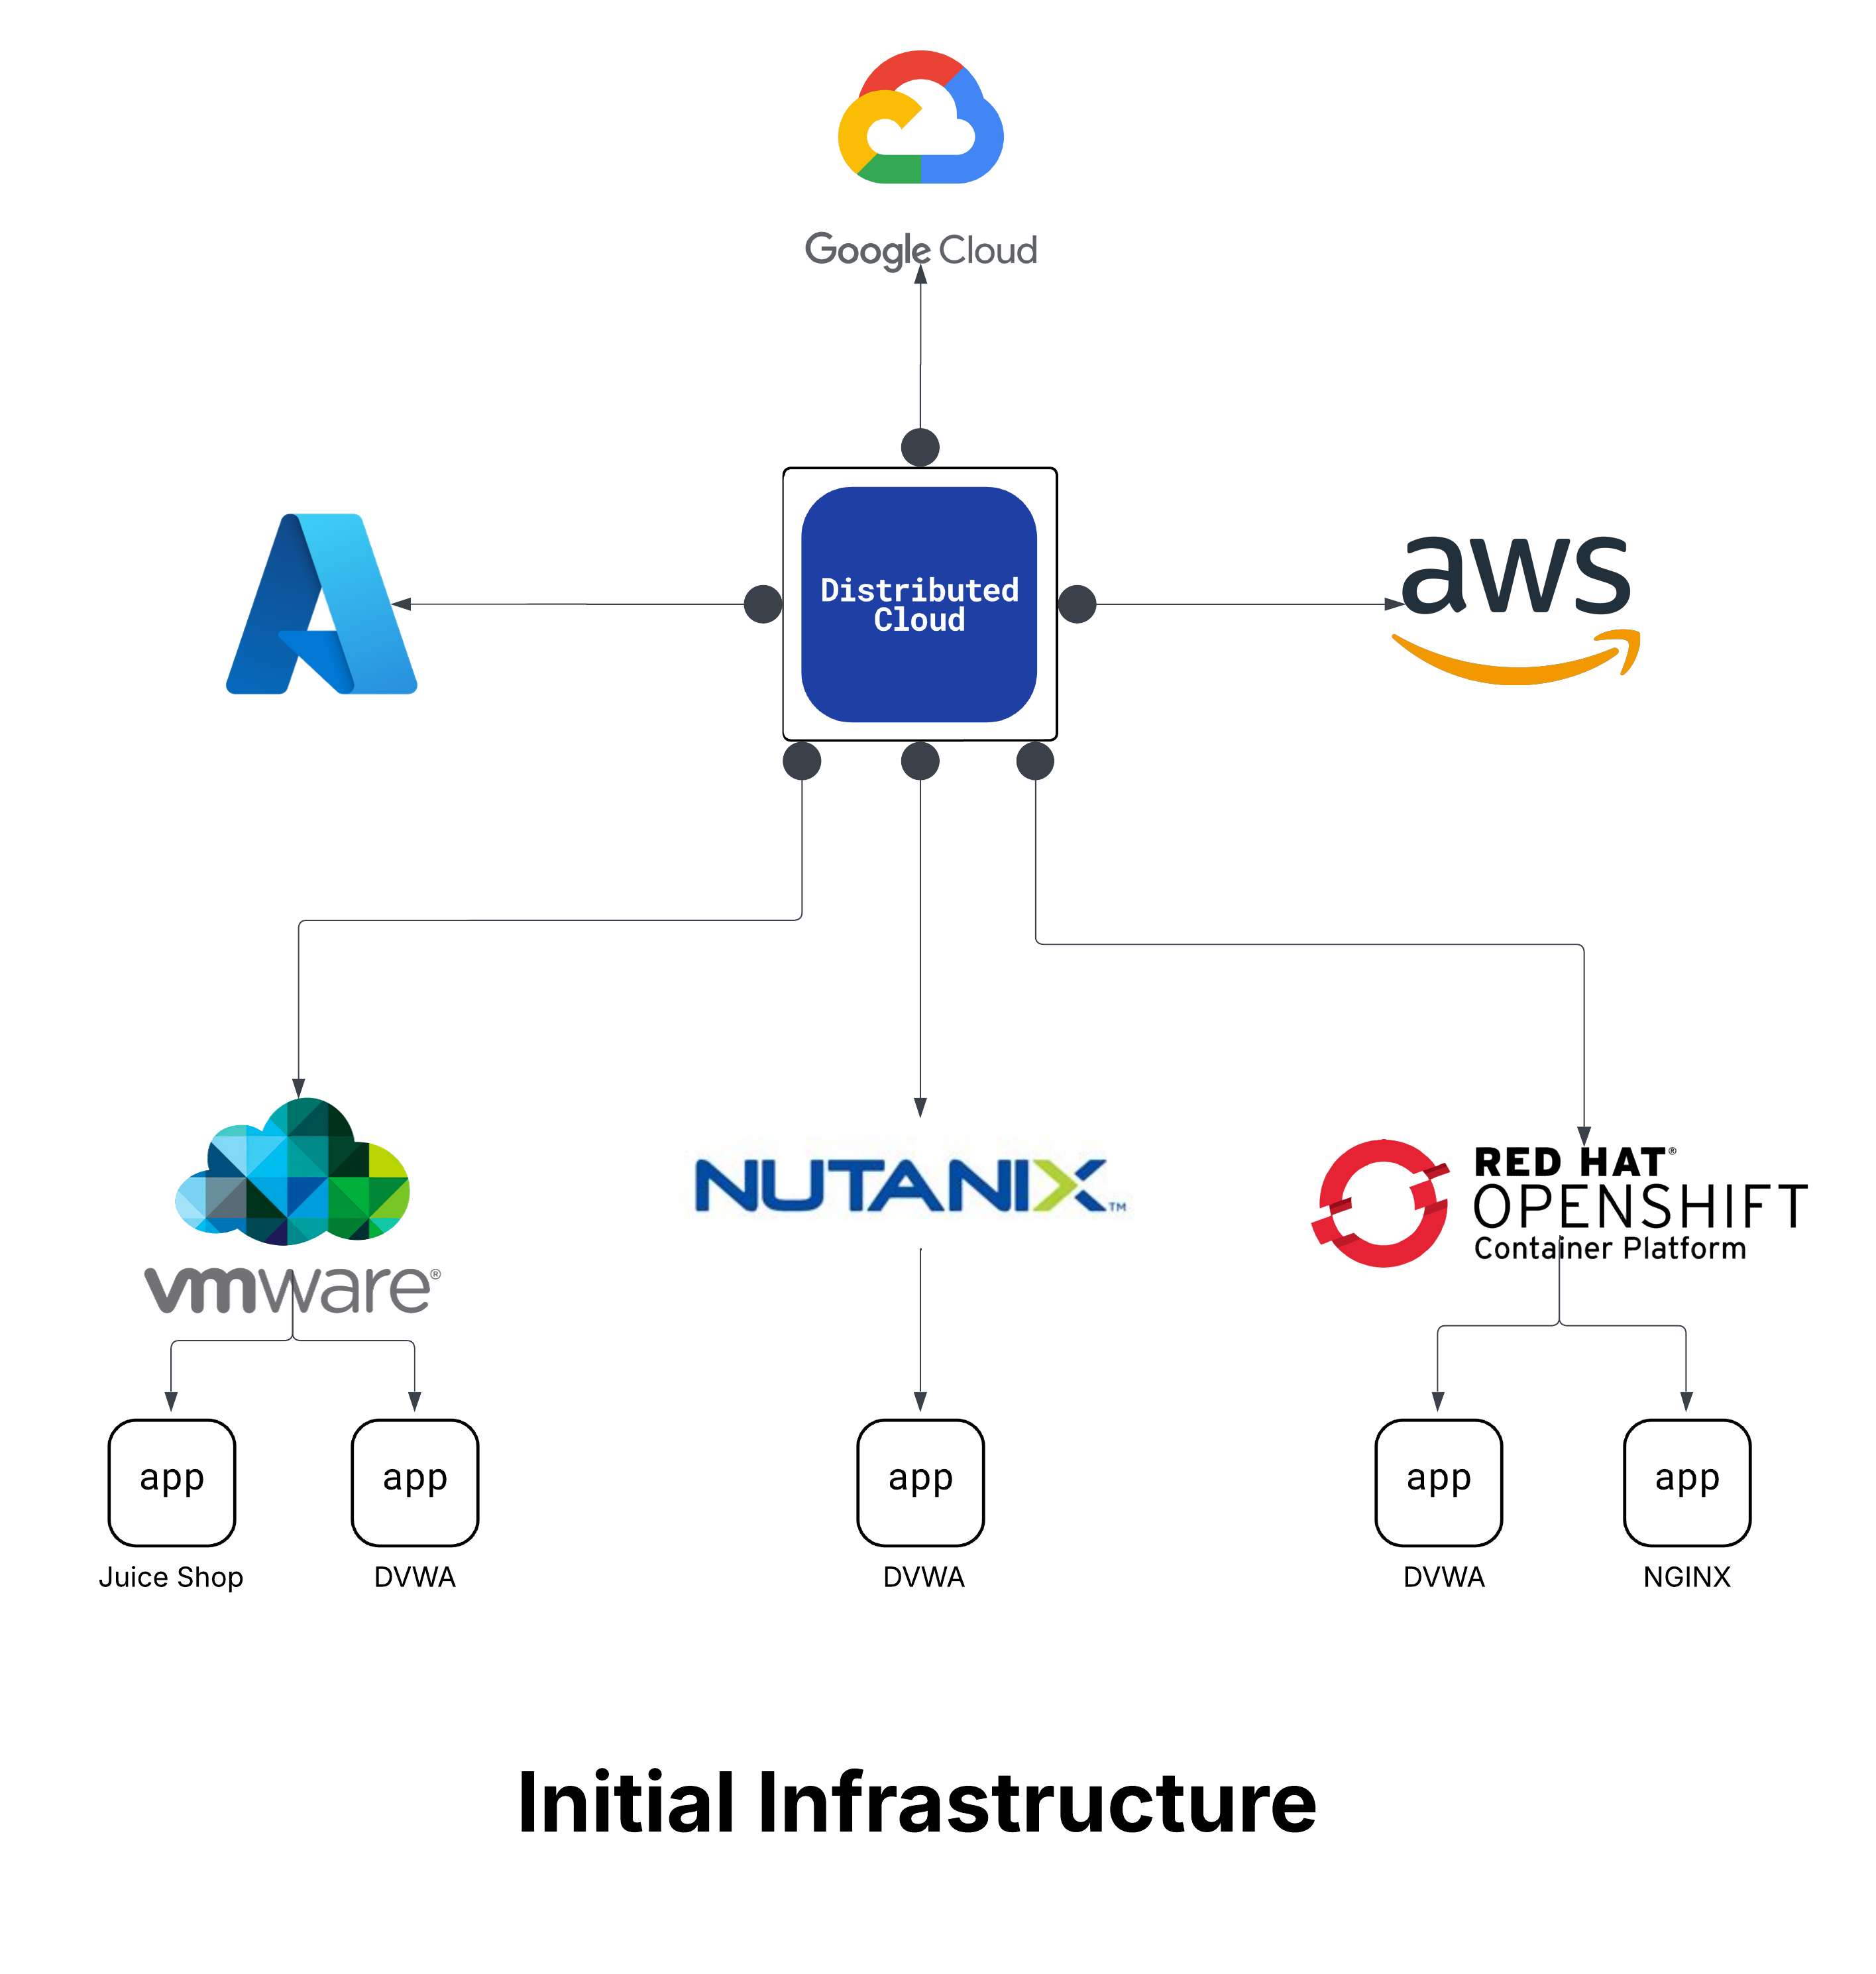 Google Cloud
Distributed
Cloud
aws
vmware®
NUTANIX™
RED HAT®
OPENSHIFT
Container Platform
app
app
app
app
app
Juice Shop
DVWA
DVWA
DVWA
NGINX
Initial Infrastructure